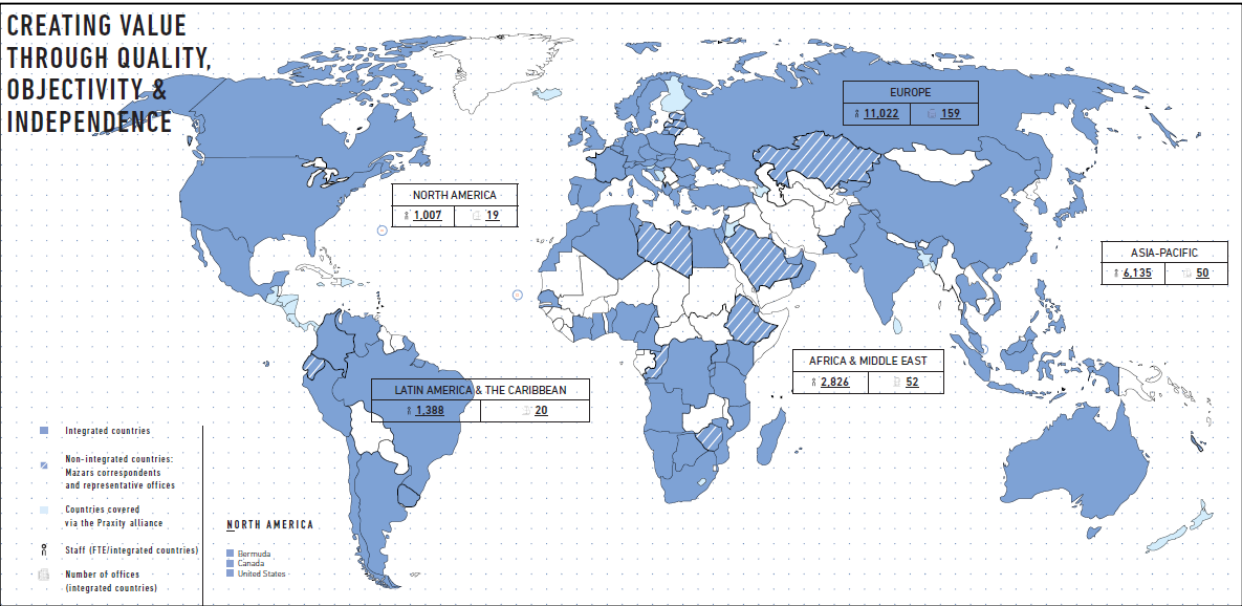 CREATING VALUE
THROUGH QUALITY,
OBJECTIVITY &
INDEPENDENCE
EUROPE
11,022 159
NORTH AMERICA
1,007 19
ASIA-PACIFIC
6,135 50
AFRICA & MIDDLE EAST
2,826 52
LATIN AMERICA & THE CARIBBEAN
1,388 20
Integrated countries
Non-integrated countries:
Mazars correspondents
and representative offices
Countries covered
via the Praxity alliance
Staff (FTE/integrated countries)
Number of offices
(integrated countries)
NORTH AMERICA
Bermuda
Canada
United States